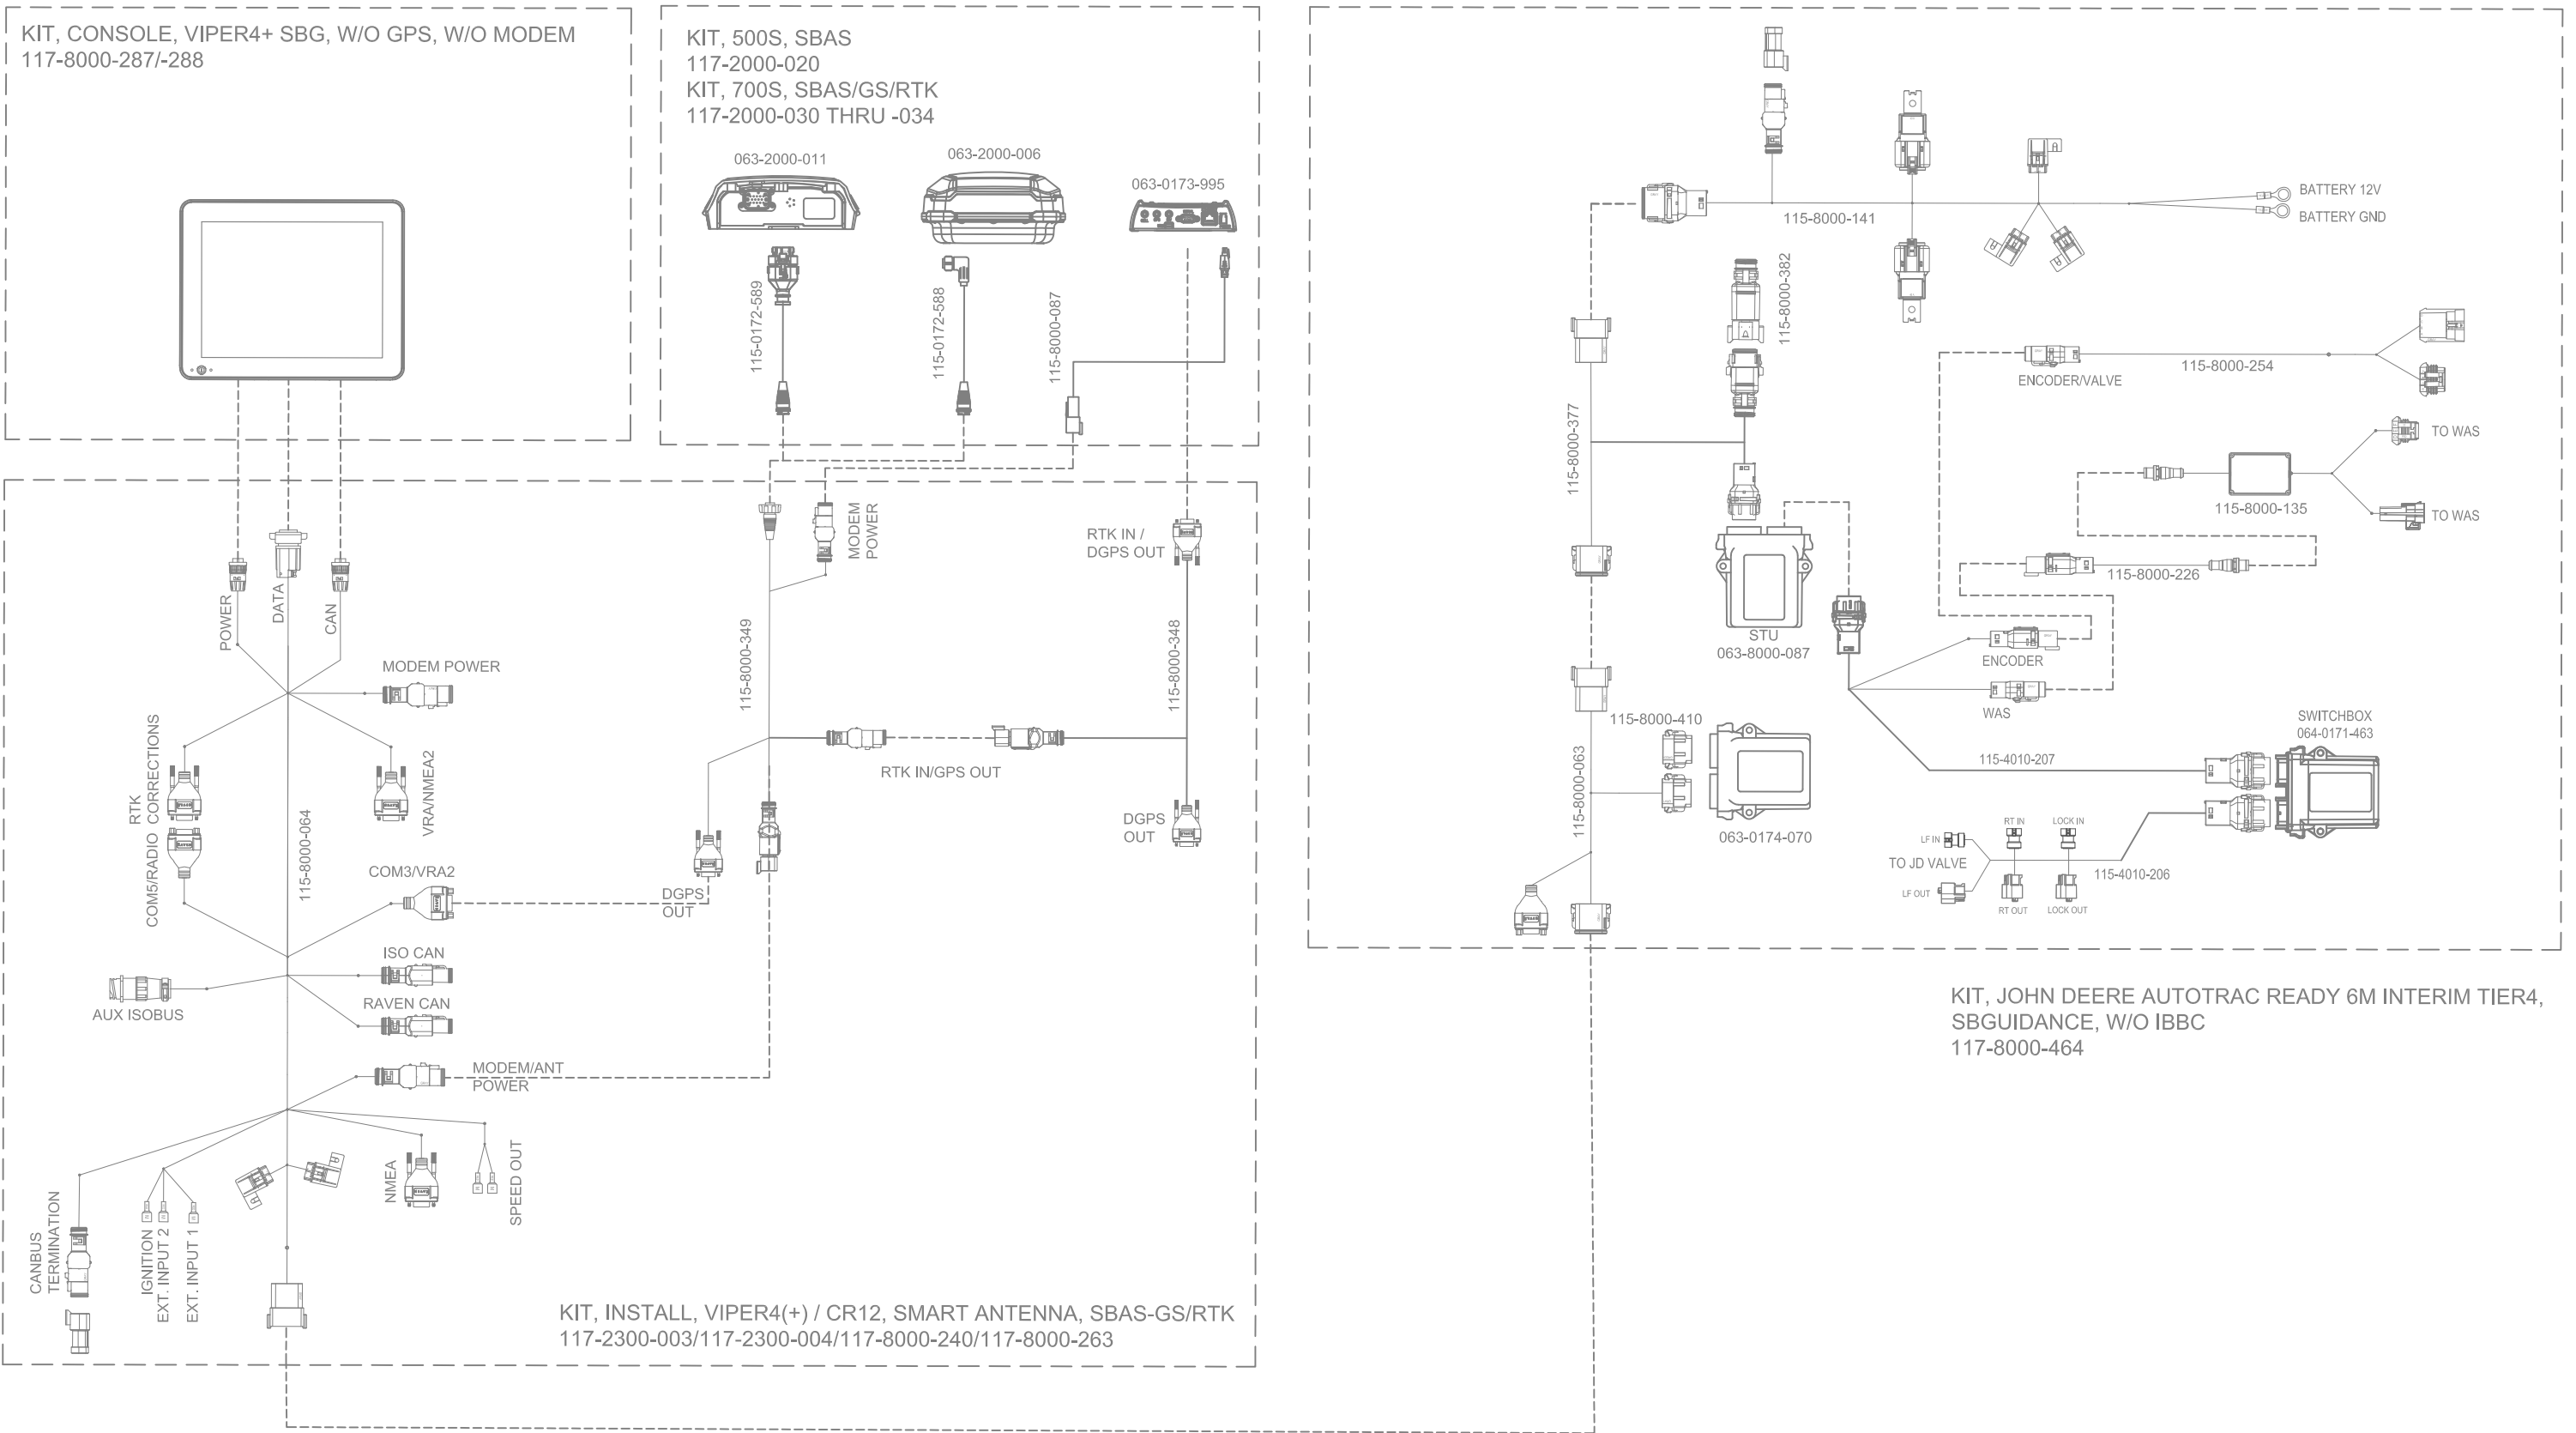 KIT, CONSOLE, VIPER4+ SBG, W/O GPS, W/O MODEM
117-8000-287/-288
KIT, 500S, SBAS
117-2000-020
KIT, 700S, SBAS/GS/RTK
117-2000-030 THRU -034
063-2000-011
063-2000-006
063-0173-995
115-0172-589
115-0172-588
115-8000-087
POWER
DATA
CAN
MODEM POWER
RTK
COM5/RADIO CORRECTIONS
VRA/NMEA2
115-8000-064
COM3/VRA2
ISO CAN
AUX ISOBUS
RAVEN CAN
MODEM/ANT
POWER
CANBUS
TERMINATION
IGNITION
EXT. INPUT 2
EXT. INPUT 1
NMEA
SPEED OUT
MODEM
POWER
115-8000-349
RTK IN /
DGPS OUT
115-8000-348
RTK IN/GPS OUT
DGPS
OUT
DGPS
OUT
KIT, INSTALL, VIPER4(+) / CR12, SMART ANTENNA, SBAS-GS/RTK
117-2300-003/117-2300-004/117-8000-240/117-8000-263
115-8000-141
BATTERY 12V
BATTERY GND
115-8000-382
115-8000-377
ENCODER/VALVE
115-8000-254
TO WAS
115-8000-135
TO WAS
115-8000-226
STU
063-8000-087
ENCODER
WAS
115-8000-410
115-8000-063
063-0174-070
SWITCHBOX
064-0171-463
115-4010-207
LF IN
RT IN
LOCK IN
TO JD VALVE
115-4010-206
LF OUT
RT OUT
LOCK OUT
KIT, JOHN DEERE AUTOTRAC READY 6M INTERIM TIER4,
SBGUIDANCE, W/O IBBC
117-8000-464